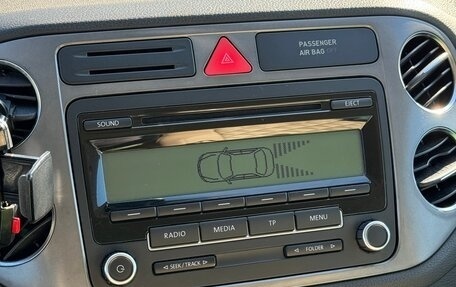 PASSENGER
AIR BAG
SOUND
EJECT
RADIO
MEDIA
TP
MENU
SEEK/TRACK
FOLDER